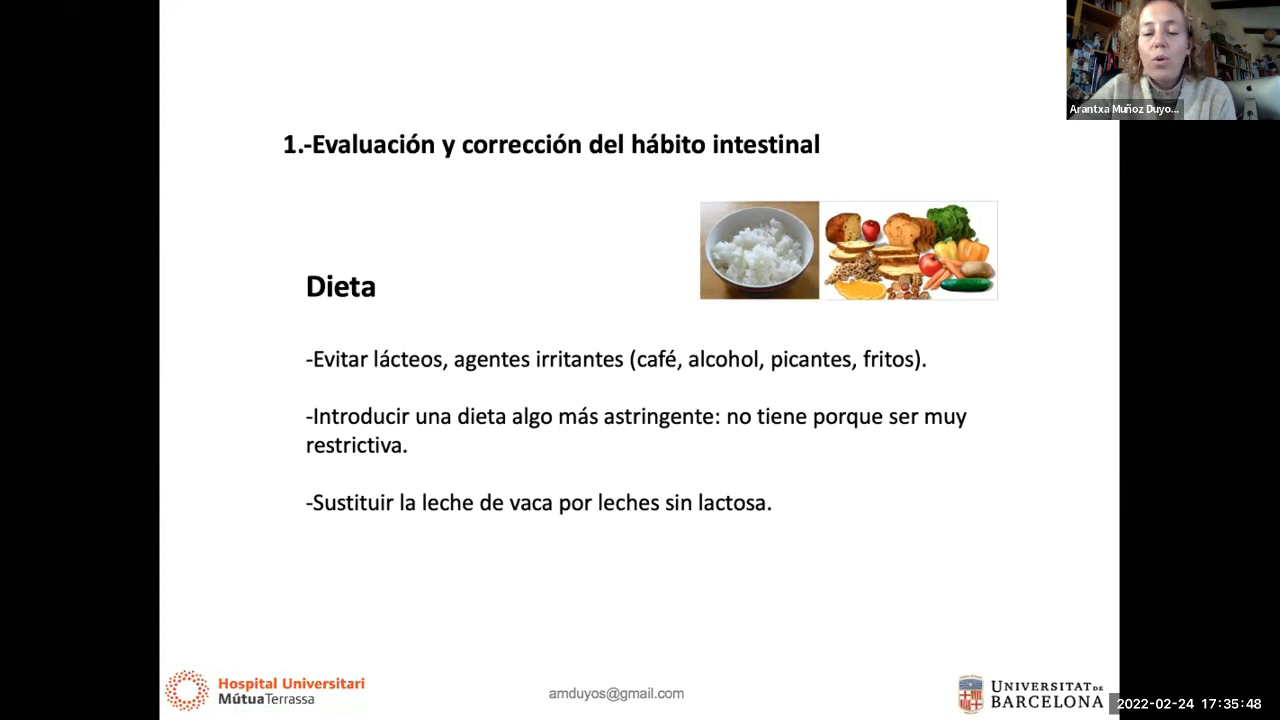 Arantxa Muñoz Duyo...
1.-Evaluación y corrección del hábito intestinal
Dieta
-Evitar lácteos, agentes irritantes (café, alcohol, picantes, fritos).
-Introducir una dieta algo más astringente: no tiene porque ser muy
restrictiva.
-Sustituir la leche de vaca por leches sin lactosa.
Hospital Universitari
MútuaTerrassa
amduyos@gmail.com
UNIVERSITAT DE
BARCELONA
2022-02-24 17:35:48